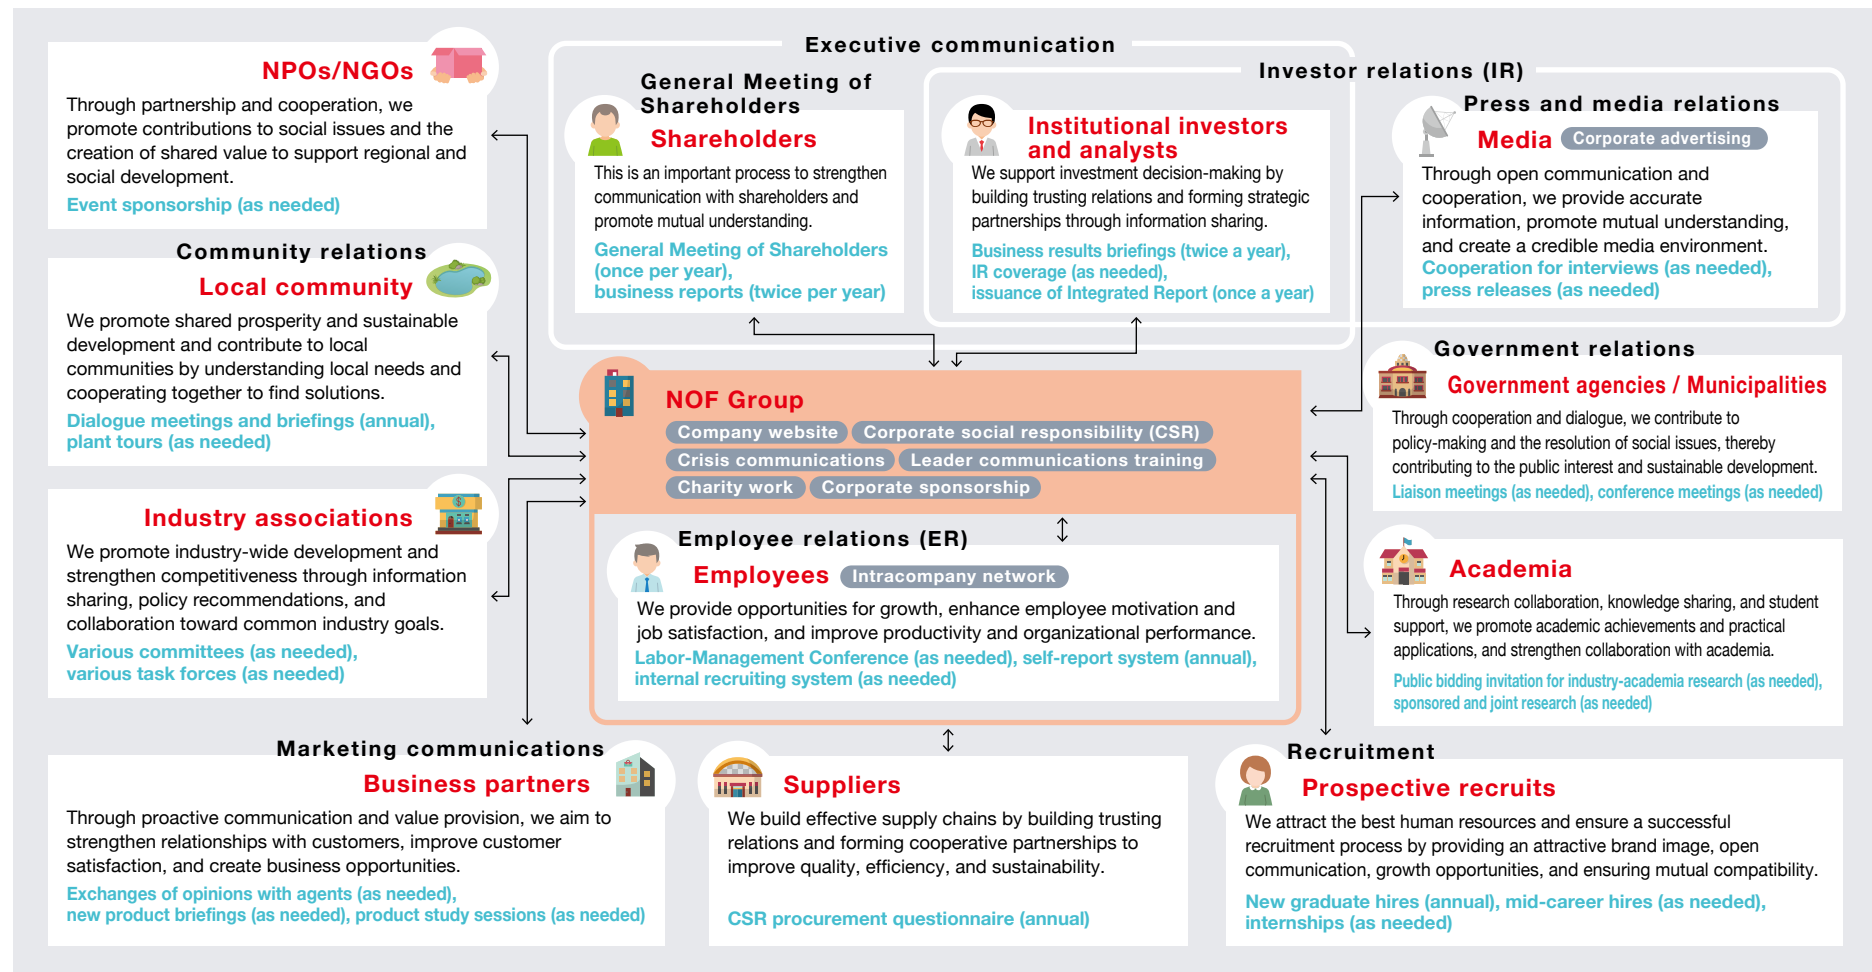 Executive communication
Investor relations (IR)
NPOs/NGOs
Through partnership and cooperation, we
promote contributions to social issues and the
creation of shared value to support regional and
social development.
Event sponsorship (as needed)
General Meeting of
Shareholders
Shareholders
This is an important process to strengthen
communication with shareholders and
promote mutual understanding.
General Meeting of Shareholders
(once per year),
business reports (twice per year)
Institutional investors
and analysts
We support investment decision-making by
building trusting relations and forming strategic
partnerships through information sharing.
Business results briefings (twice a year),
IR coverage (as needed),
issuance of Integrated Report (once a year)
Press and media relations
Media Corporate advertising
Through open communication and
cooperation, we provide accurate
information, promote mutual understanding,
and create a credible media environment.
Cooperation for interviews (as needed),
press releases (as needed)
Community relations
Local community
We promote shared prosperity and sustainable
development and contribute to local
communities by understanding local needs and
cooperating together to find solutions.
Dialogue meetings and briefings (annual),
plant tours (as needed)
NOF Group
Company website Corporate social responsibility (CSR)
Crisis communications Leader communications training
Charity work Corporate sponsorship
Government relations
Government agencies / Municipalities
Through cooperation and dialogue, we contribute to
policy-making and the resolution of social issues, thereby
contributing to the public interest and sustainable development.
Liaison meetings (as needed), conference meetings (as needed)
Industry associations
We promote industry-wide development and
strengthen competitiveness through information
sharing, policy recommendations, and
collaboration toward common industry goals.
Various committees (as needed),
various task forces (as needed)
Employee relations (ER)
Employees Intracompany network
We provide opportunities for growth, enhance employee motivation and
job satisfaction, and improve productivity and organizational performance.
Labor-Management Conference (as needed), self-report system (annual),
internal recruiting system (as needed)
Academia
Through research collaboration, knowledge sharing, and student
support, we promote academic achievements and practical
applications, and strengthen collaboration with academia.
Public bidding invitation for industry-academia research (as needed),
sponsored and joint research (as needed)
Marketing communications
Business partners
Through proactive communication and value provision, we aim to
strengthen relationships with customers, improve customer
satisfaction, and create business opportunities.
Exchanges of opinions with agents (as needed),
new product briefings (as needed), product study sessions (as needed)
Suppliers
We build effective supply chains by building trusting
relations and forming cooperative partnerships to
improve quality, efficiency, and sustainability.
CSR procurement questionnaire (annual)
Recruitment
Prospective recruits
We attract the best human resources and ensure a successful
recruitment process by providing an attractive brand image, open
communication, growth opportunities, and ensuring mutual compatibility.
New graduate hires (annual), mid-career hires (as needed),
internships (as needed)